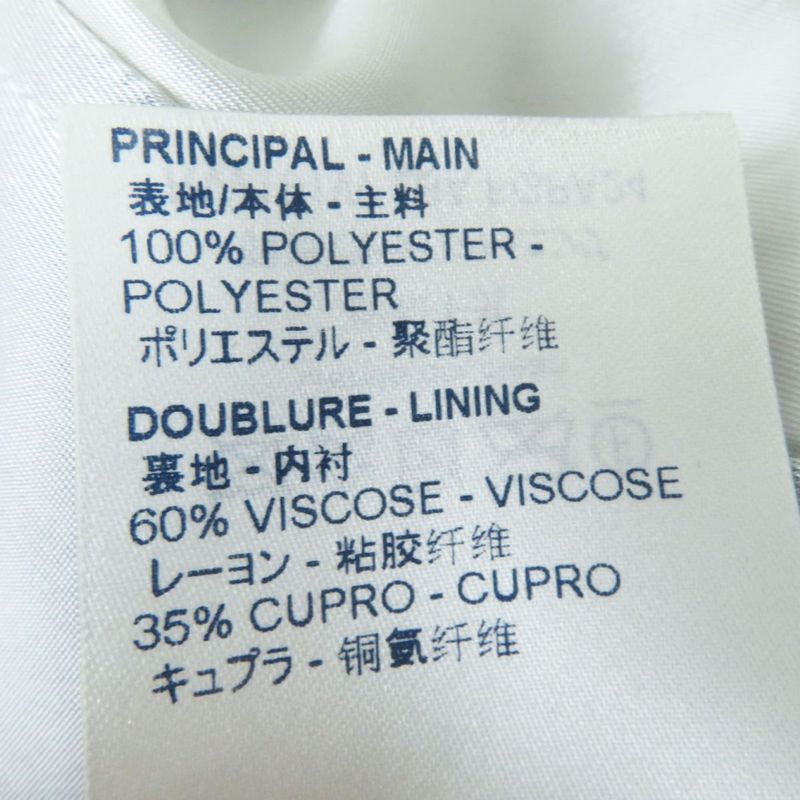 PRINCIPAL - MAIN
表地/本体 - 主料
100% POLYESTER -
POLYESTER
ポリエステル - 聚酯纤维
DOUBLURE - LINING
裏地 - 内衬
60% VISCOSE - VISCOSE
レーヨン - 粘胶纤维
35% CUPRO - CUPRO
キュプラ - 铜氨纤维